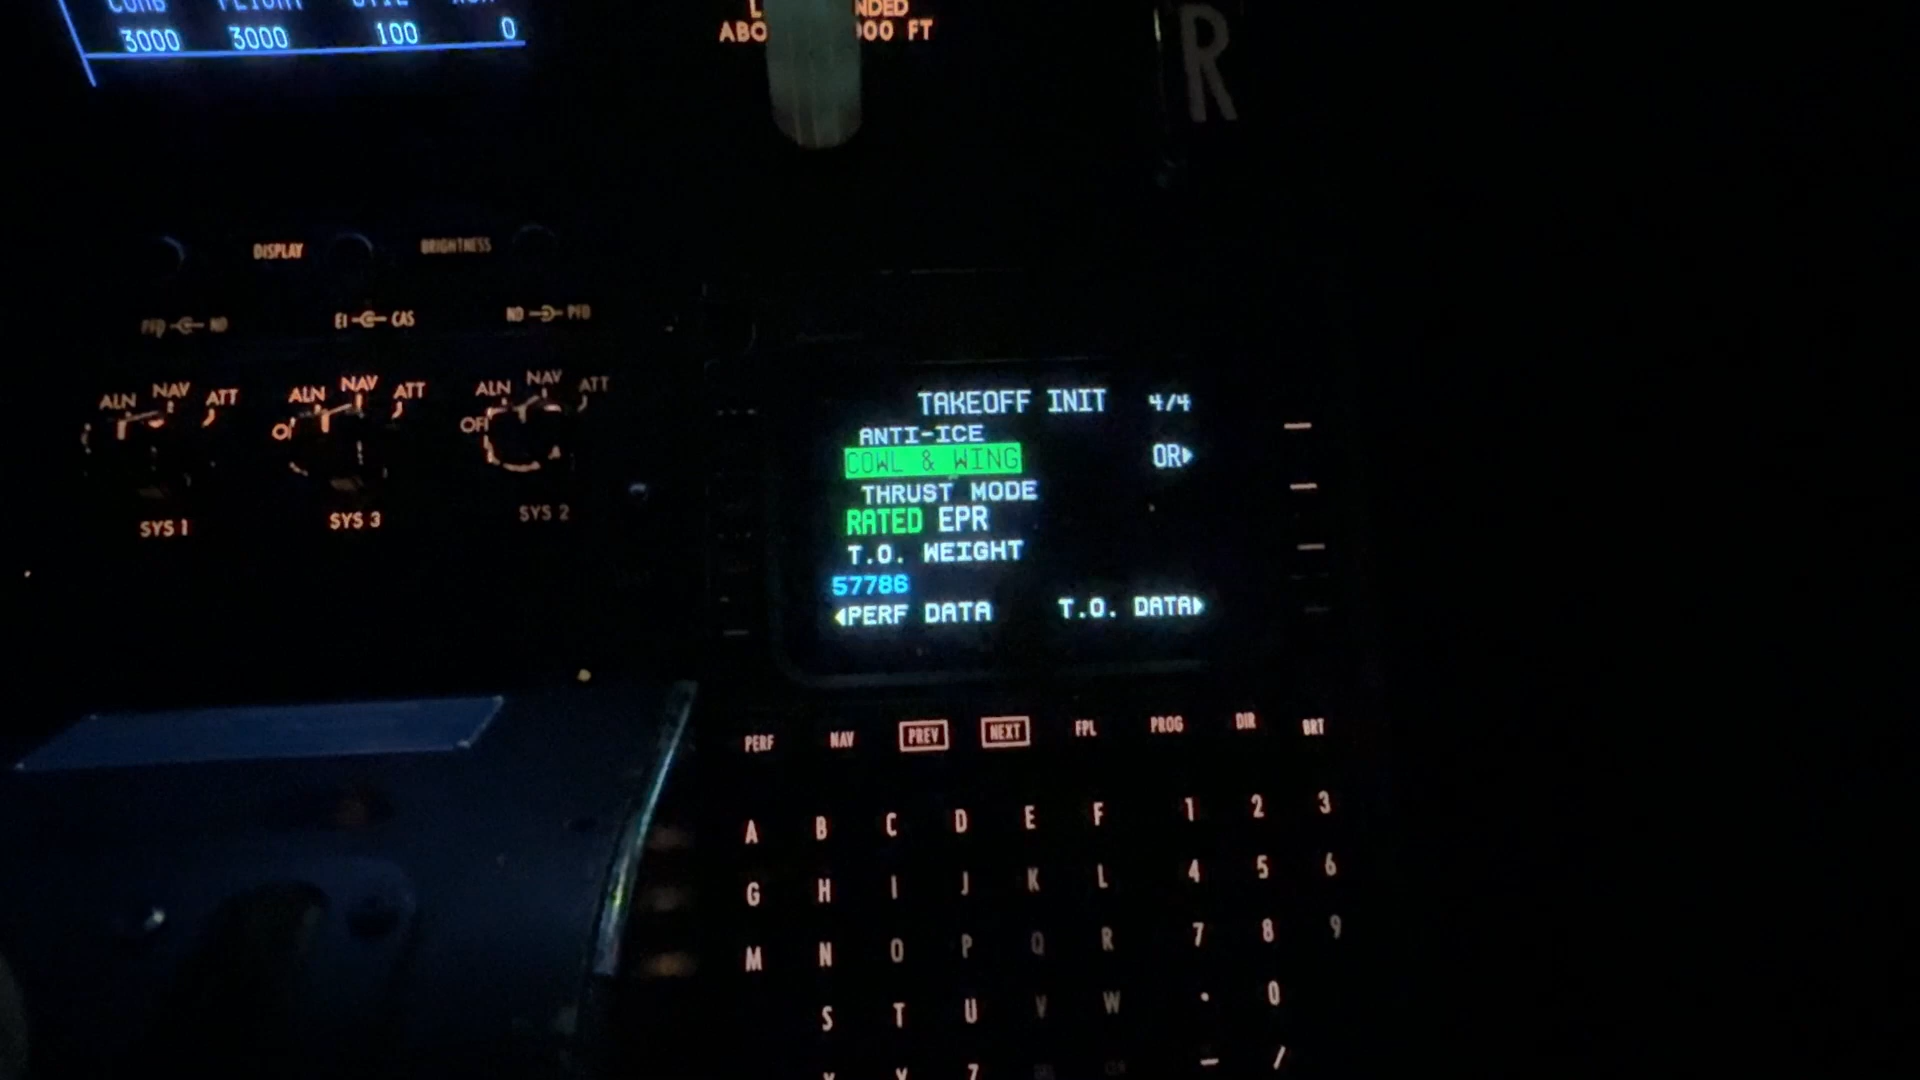 3000 3000 100 0
NDED
ABO 000 FT
R
DISPLAY BRIGHTNESS
PFD ND EI CAS ND PFD
ALN NAV ATT ALN NAV ATT ALN NAV ATT
OFF
SYS 1 SYS 3 SYS 2
TAKEOFF INIT 4/4
ANTI-ICE
COWL & WING OR▶
THRUST MODE
RATED EPR
T.O. WEIGHT
57786
◀PERF DATA T.O. DATA▶
PERF NAV PREV NEXT FPL PROG DIR BRT
A B C D E F 1 2 3
G H I J K L 4 5 6
M N O P Q R 7 8 9
S T U V W . 0
- /